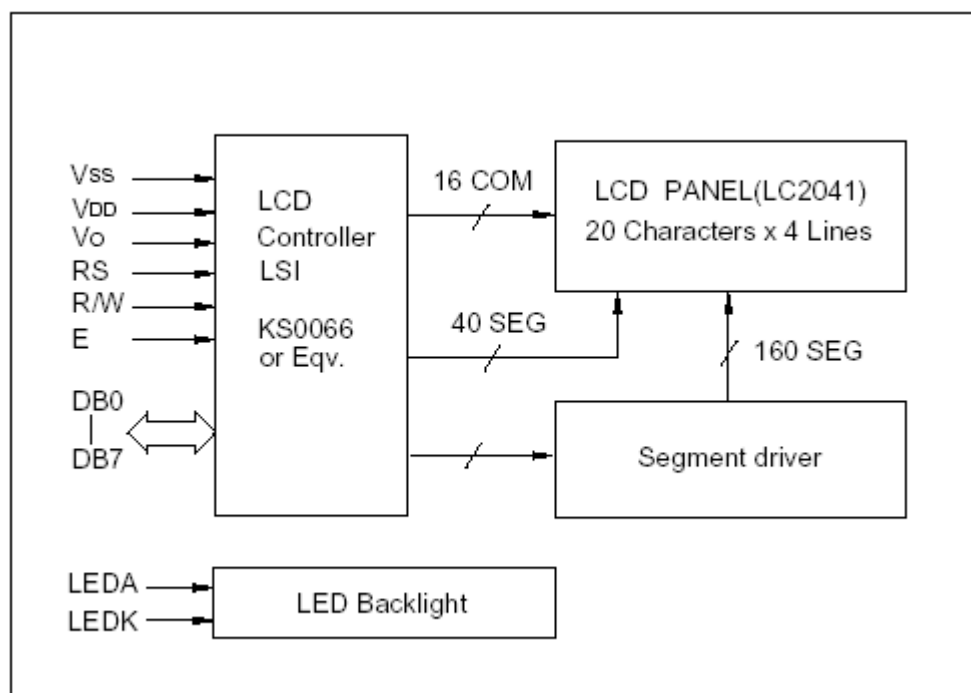 Vss
VDD
Vo
RS
R/W
E
DB0
DB7
LCD
Controller
LSI
KS0066
or Eqv.
16 COM
LCD PANEL(LC2041)
20 Characters x 4 Lines
40 SEG
160 SEG
Segment driver
LEDA
LEDK
LED Backlight